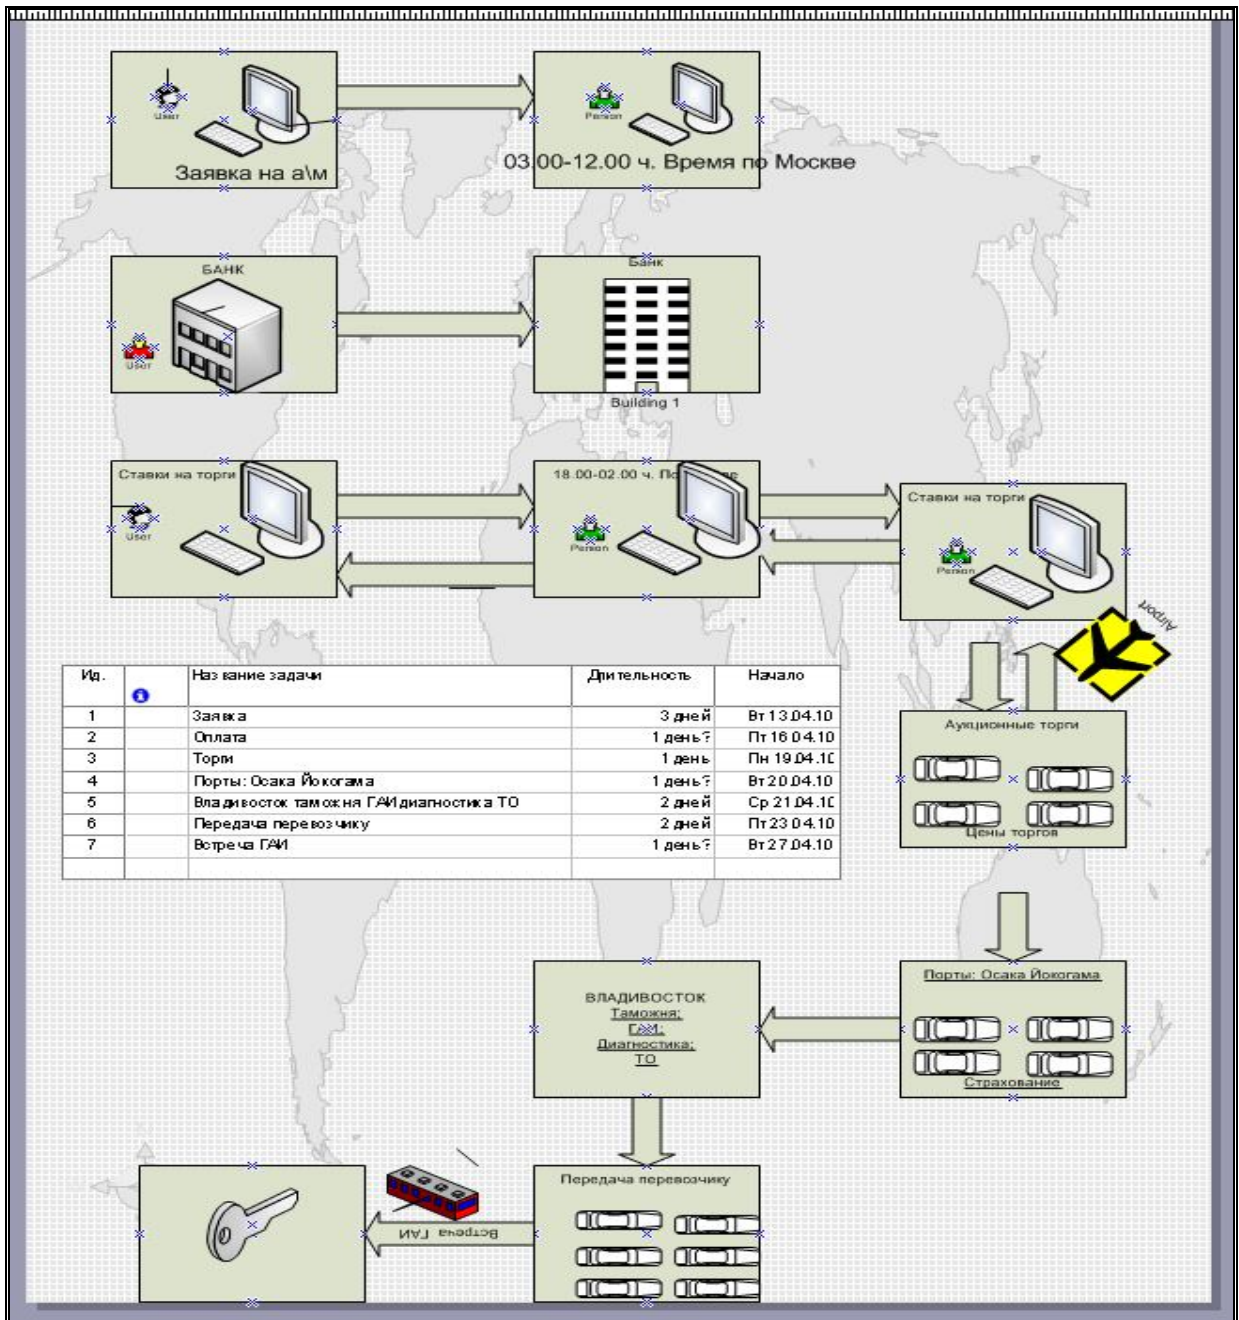 User
Заявка на а\м
Person
03.00-12.00 ч. Время по Москве
БАНК
User
Банк
Building 1
Ставки на торги
User
18.00-02.00 ч.
Person
Ставки на торги
Person
Airport
Ид. Название задачи Длительность Начало
1 Заявка 3 дней Вт 13.04.10
2 Оплата 1 день? Пт 16.04.10
3 Торги 1 день Пн 19.04.10
4 Порты: Осака Йокогама 1 день? Вт 20.04.10
5 Владивосток таможня ГАИ диагностика ТО 2 дней Ср 21.04.10
6 Передача перевозчику 2 дней Пт 23.04.10
7 Встреча ГАИ 1 день? Вт 27.04.10
Аукционные торги
Цены торгов
Порты: Осака Йокогама
Страхование
ВЛАДИВОСТОК
Таможня;
ГАИ;
Диагностика;
ТО
Передача перевозчику
Встреча ГАИ